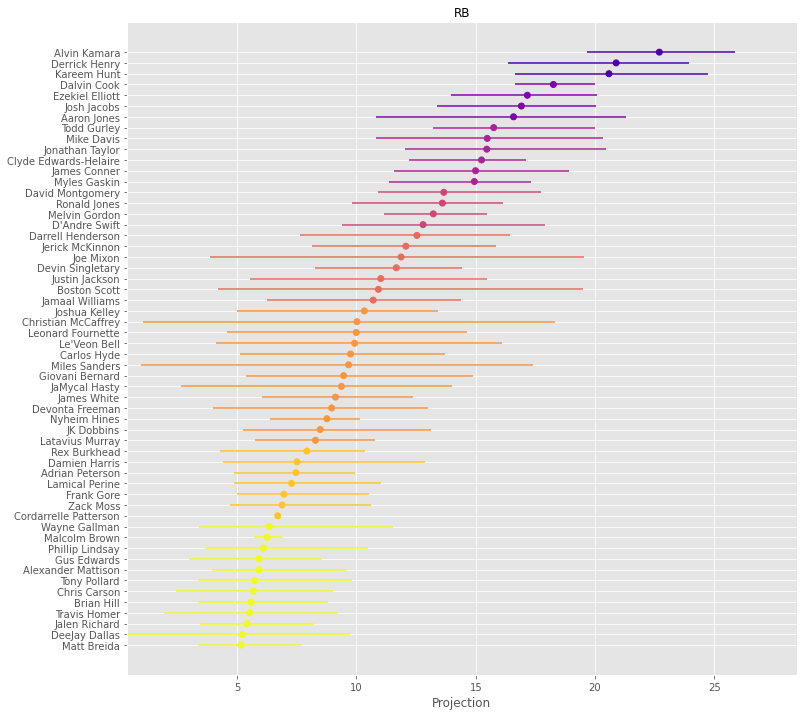 RB
Alvin Kamara
Derrick Henry
Kareem Hunt
Dalvin Cook
Ezekiel Elliott
Josh Jacobs
Aaron Jones
Todd Gurley
Mike Davis
Jonathan Taylor
Clyde Edwards-Helaire
James Conner
Myles Gaskin
David Montgomery
Ronald Jones
Melvin Gordon
D'Andre Swift
Darrell Henderson
Jerick McKinnon
Joe Mixon
Devin Singletary
Justin Jackson
Boston Scott
Jamaal Williams
Joshua Kelley
Christian McCaffrey
Leonard Fournette
Le'Veon Bell
Carlos Hyde
Miles Sanders
Giovani Bernard
JaMycal Hasty
James White
Devonta Freeman
Nyheim Hines
JK Dobbins
Latavius Murray
Rex Burkhead
Damien Harris
Adrian Peterson
Lamical Perine
Frank Gore
Zack Moss
Cordarrelle Patterson
Wayne Gallman
Malcolm Brown
Phillip Lindsay
Gus Edwards
Alexander Mattison
Tony Pollard
Chris Carson
Brian Hill
Travis Homer
Jalen Richard
DeeJay Dallas
Matt Breida
5 10 15 20 25
Projection